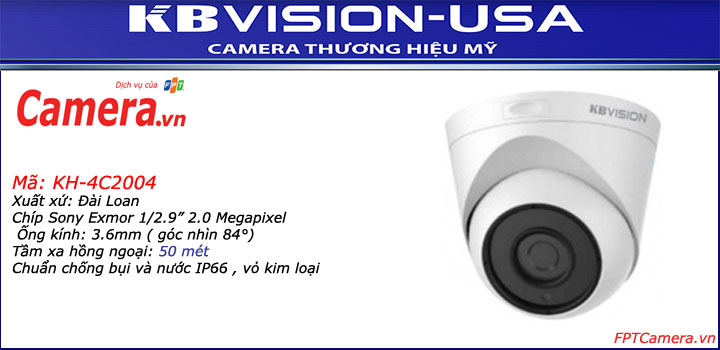 KBVISION-USA
CAMERA THƯƠNG HIỆU MỸ
Dịch vụ của FPT
Camera.vn
KBVISION
Mã: KH-4C2004
Xuất xứ: Đài Loan
Chíp Sony Exmor 1/2.9” 2.0 Megapixel
Ống kính: 3.6mm ( góc nhìn 84°)
Tầm xa hồng ngoại: 50 mét
Chuẩn chống bụi và nước IP66 , vỏ kim loại
FPTCamera.vn